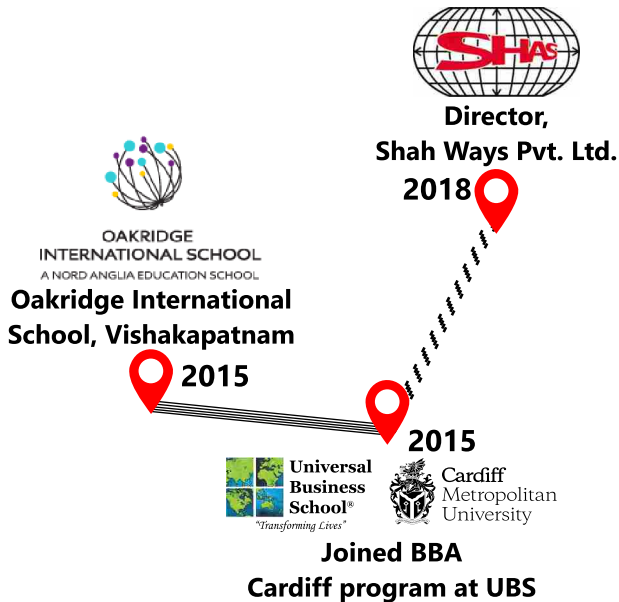 SHAS
Director,
Shah Ways Pvt. Ltd.
2018
OAKRIDGE
INTERNATIONAL SCHOOL
A NORD ANGLIA EDUCATION SCHOOL
Oakridge International
School, Vishakapatnam
2015
2015
Universal
Business
School®
"Transforming Lives"
Cardiff
Metropolitan
University
Joined BBA
Cardiff program at UBS